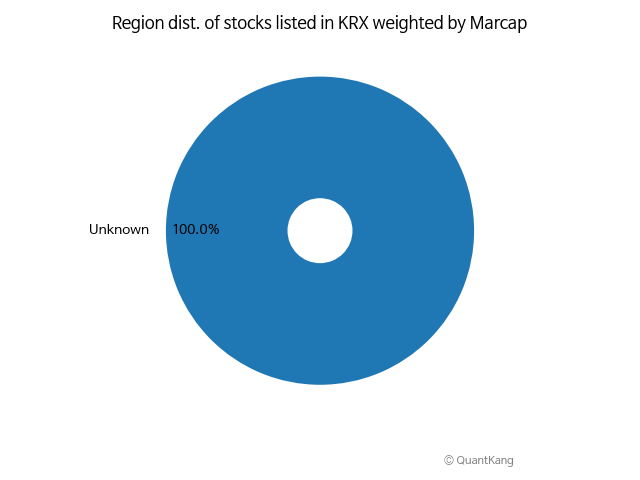 Region dist. of stocks listed in KRX weighted by Marcap
Unknown 100.0%
© QuantKang